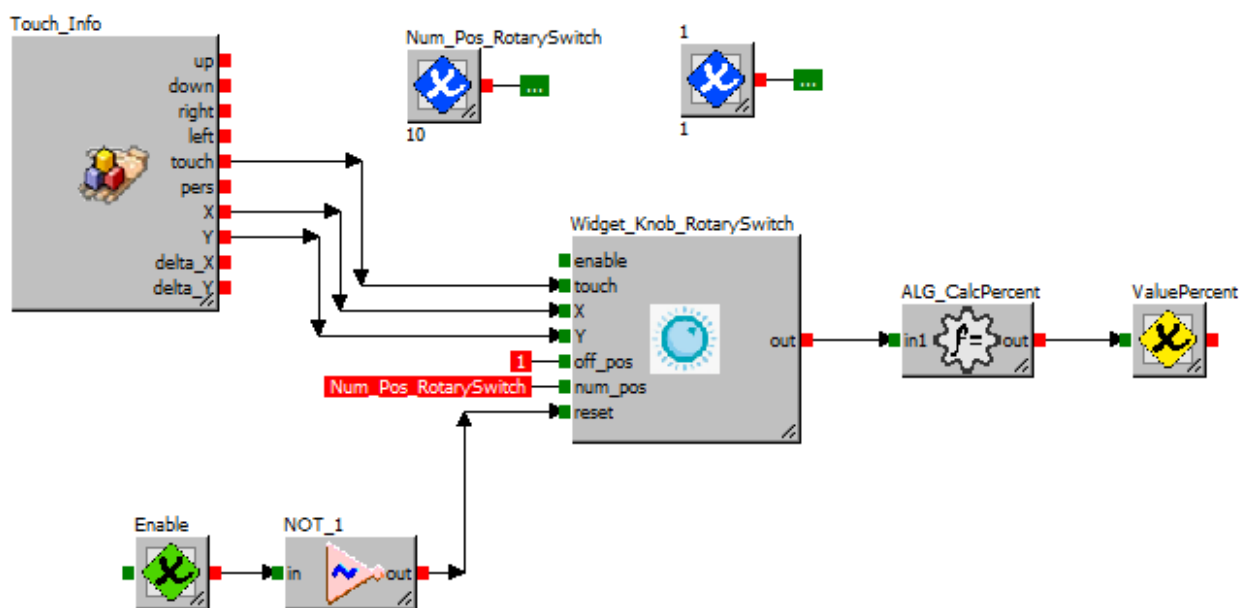 Touch_Info
up
down
right
left
touch
pers
X
Y
delta_X
delta_Y
Num_Pos_RotarySwitch
...
10
1
...
1
Widget_Knob_RotarySwitch
enable
touch
X
Y
off_pos
num_pos
reset
out
1
Num_Pos_RotarySwitch
ALG_CalcPercent
in1
f=
out
ValuePercent
X
Enable
X
NOT_1
in
~
out